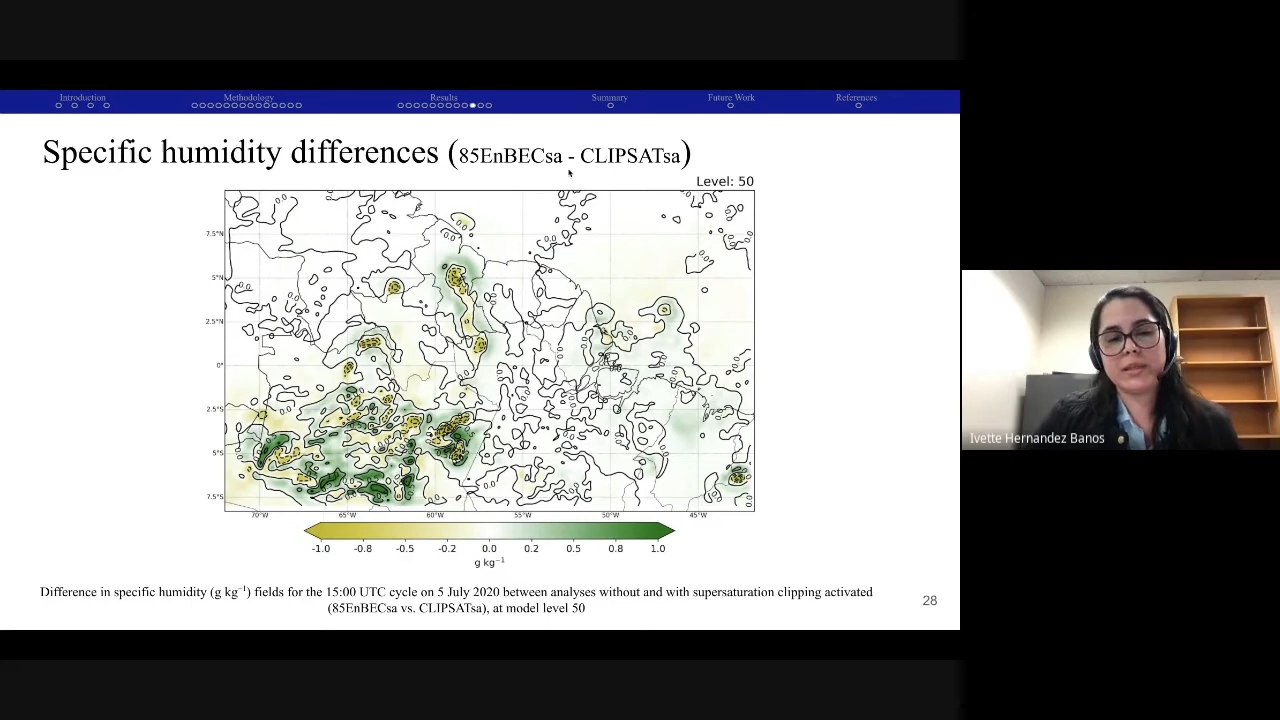 Introduction Methodology Results Summary Future Work References
Specific humidity differences (85EnBECsa - CLIPSATsa)
Level: 50
7.5°N
5°N
2.5°N
0°
2.5°S
5°S
7.5°S
70°W 65°W 60°W 55°W 50°W 45°W
-1.0 -0.8 -0.5 -0.2 0.0 0.2 0.5 0.8 1.0
g kg⁻¹
Difference in specific humidity (g kg⁻¹) fields for the 15:00 UTC cycle on 5 July 2020 between analyses without and with supersaturation clipping activated
(85EnBECsa vs. CLIPSATsa), at model level 50
28
Ivette Hernandez Banos